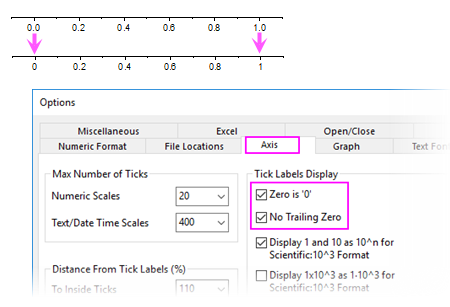 0.0 0.2 0.4 0.6 0.8 1.0
0 0.2 0.4 0.6 0.8 1
Options
Miscellaneous Excel Open/Close
Numeric Format File Locations Axis Graph Text Fon
Max Number of Ticks
Numeric Scales 20
Text/Date Time Scales 400
Distance From Tick Labels (%)
To Inside Ticks 110
Tick Labels Display
Zero is '0'
No Trailing Zero
Display 1 and 10 as 10^n for
Scientific:10^3 Format
Display 1x10^3 as 1-10^3 for
Scientific:10^3 Format